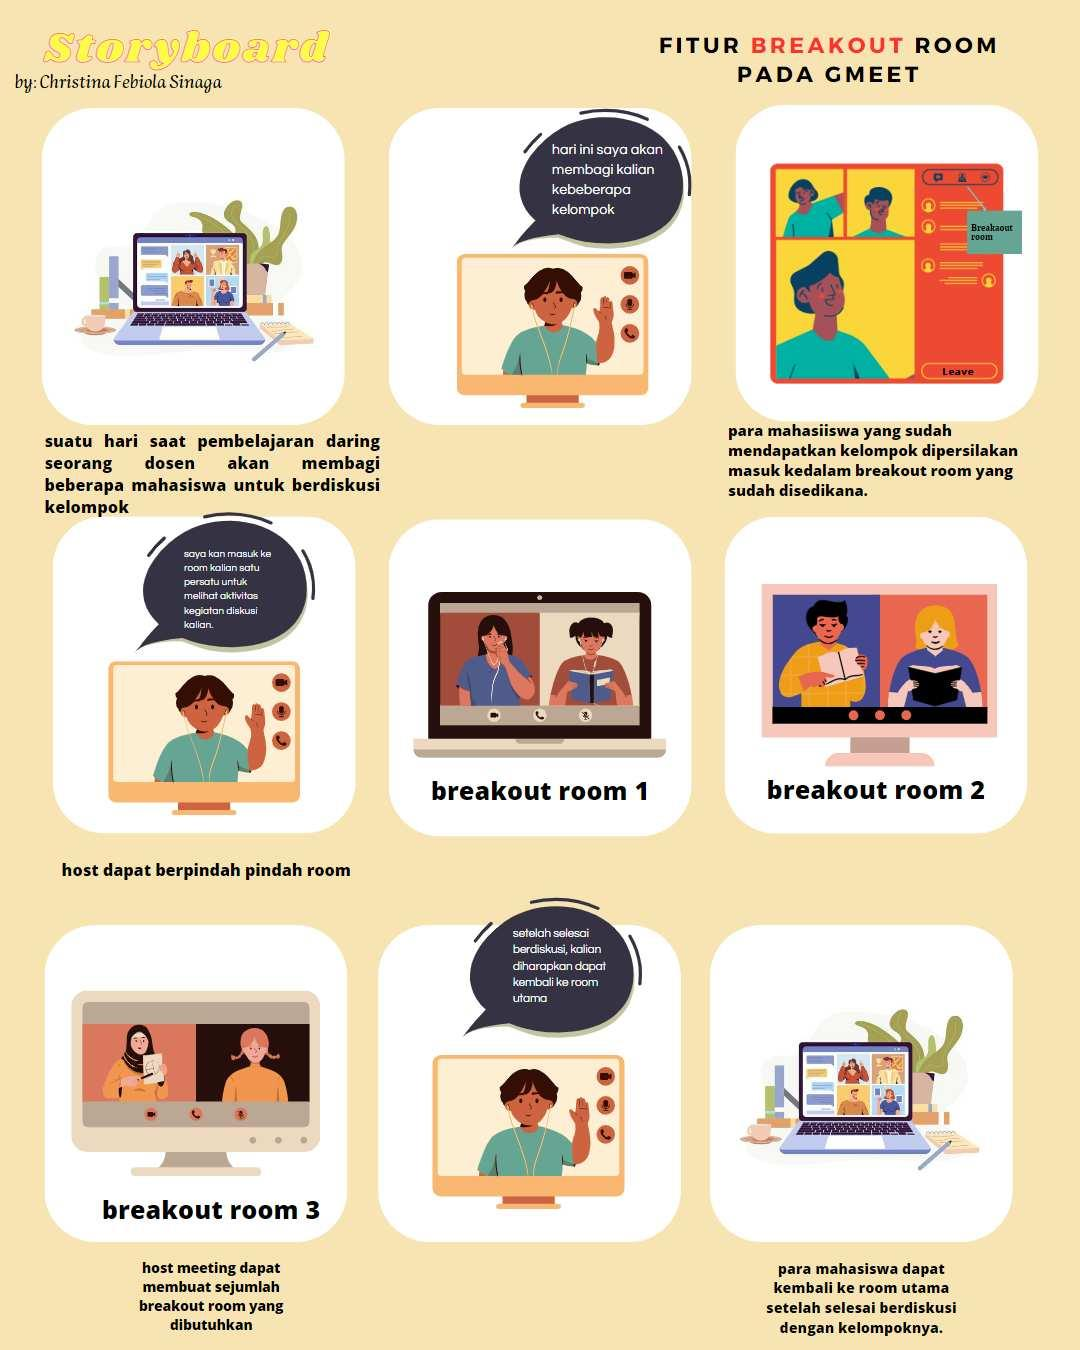 Storyboard
by: Christina Febiola Sinaga
FITUR BREAKOUT ROOM
PADA GMEET
hari ini saya akan
membagi kalian
kebeberapa
kelompok
Breakaout
room
Leave
suatu hari saat pembelajaran daring
seorang dosen akan membagi
beberapa mahasiswa untuk berdiskusi
kelompok
para mahasiiswa yang sudah
mendapatkan kelompok dipersilakan
masuk kedalam breakout room yang
sudah disedikana.
saya kan masuk ke
room kalian satu
persatu untuk
melihat aktivitas
kegiatan diskusi
kalian.
breakout room 1
breakout room 2
host dapat berpindah pindah room
breakout room 3
setelah selesai
berdiskusi, kalian
diharapkan dapat
kembali ke room
utama
host meeting dapat
membuat sejumlah
breakout room yang
dibutuhkan
para mahasiswa dapat
kembali ke room utama
setelah selesai berdiskusi
dengan kelompoknya.